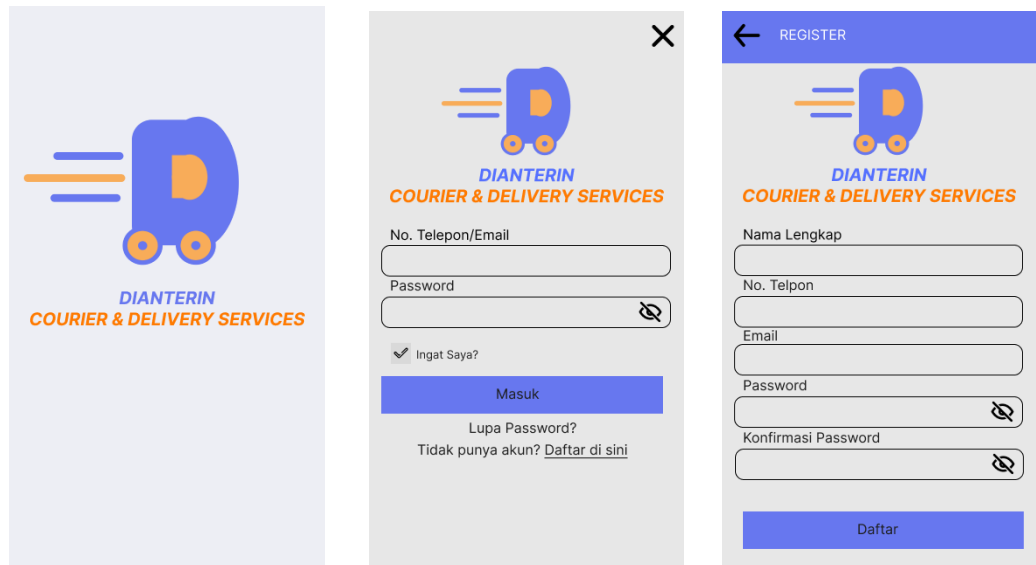 DIANTERIN
COURIER & DELIVERY SERVICES
DIANTERIN
COURIER & DELIVERY SERVICES
No. Telepon/Email
Password
Ingat Saya?
Masuk
Lupa Password?
Tidak punya akun? Daftar di sini
REGISTER
DIANTERIN
COURIER & DELIVERY SERVICES
Nama Lengkap
No. Telpon
Email
Password
Konfirmasi Password
Daftar